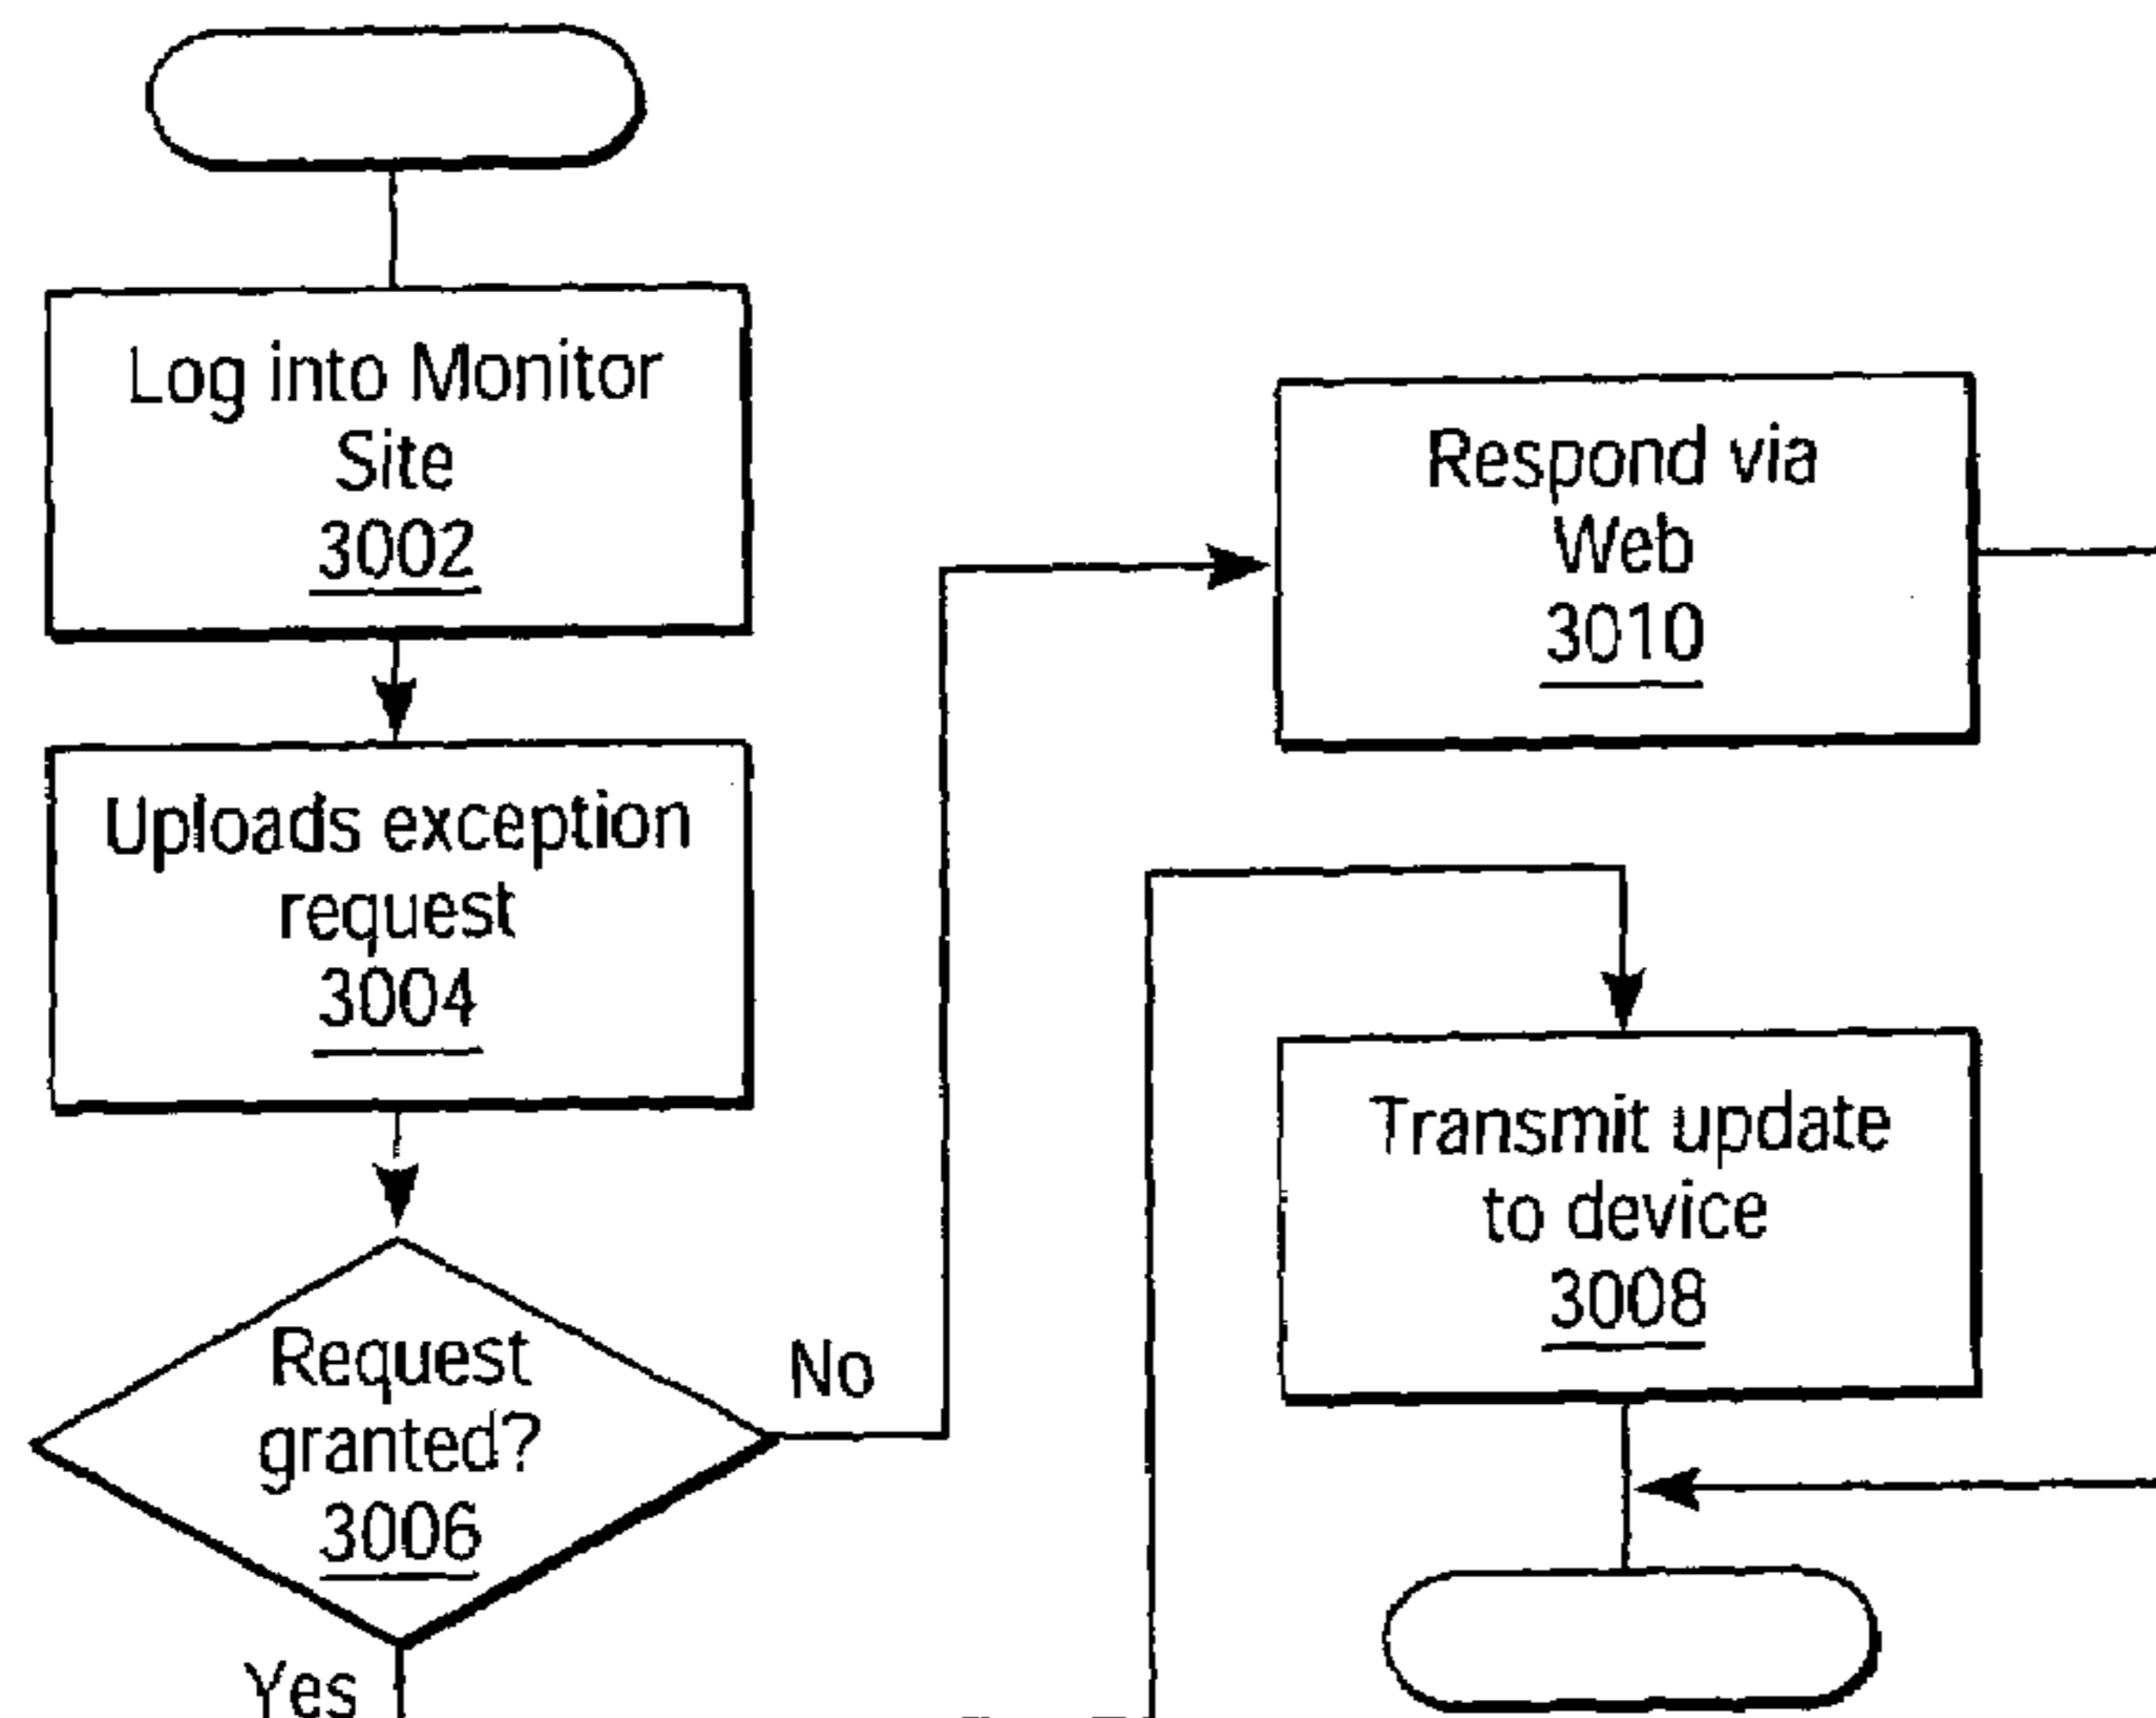 Log into Monitor
Site
3002
Uploads exception
request
3004
Request
granted?
3006
No
Yes
Respond via
Web
3010
Transmit update
to device
3008